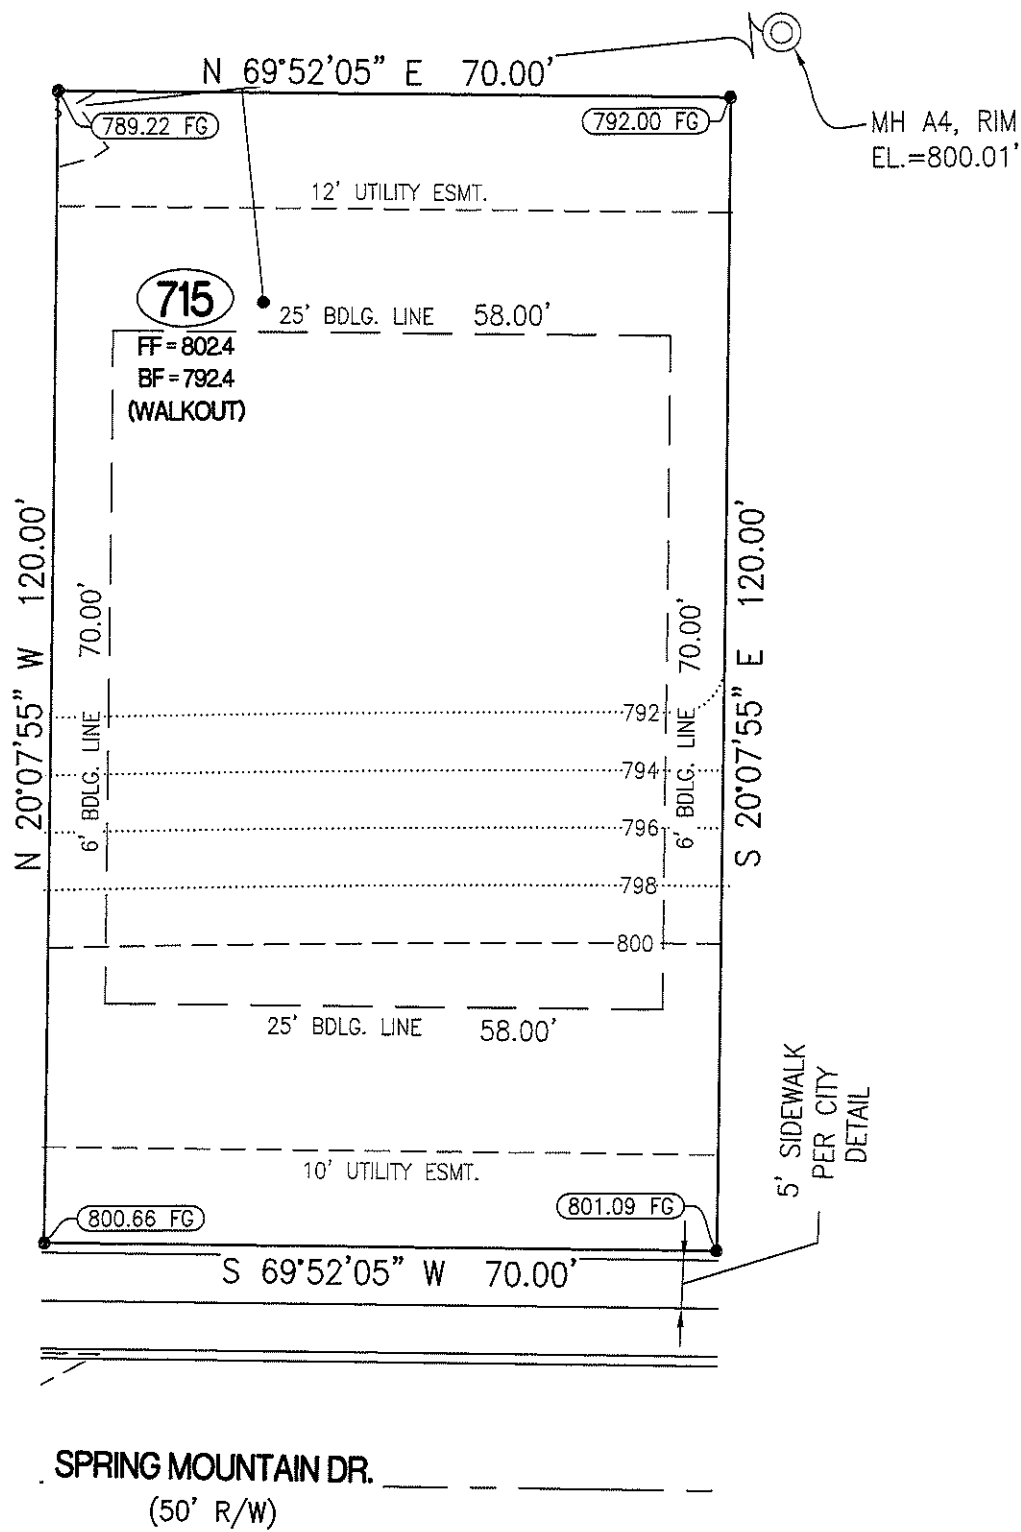 N 69°52'05" E 70.00'
789.22 FG
792.00 FG
MH A4, RIM
EL.=800.01'
12' UTILITY ESMT.
715
25' BDLG. LINE 58.00'
FF=802.4
BF=792.4
(WALKOUT)
N 20°07'55" W 120.00'
6' BDLG. LINE 70.00'
6' BDLG. LINE 70.00'
S 20°07'55" E 120.00'
792
794
796
798
800
25' BDLG. LINE 58.00'
5' SIDEWALK
PER CITY
DETAIL
10' UTILITY ESMT.
800.66 FG
801.09 FG
S 69°52'05" W 70.00'
SPRING MOUNTAIN DR.
(50' R/W)